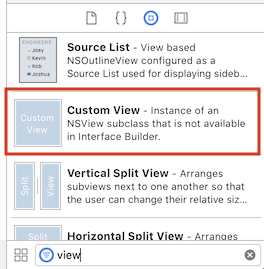 ENGINEERS
Joey
Kevin
Rob
Joshua
Source List - View based
NSOutlineView configured as a
Source List used for displaying sideb...
Custom
View
Custom View - Instance of an
NSView subclass that is not available
in Interface Builder.
Split
View
Vertical Split View - Arranges
subviews next to one another so that
the user can change their relative siz...
Split
Horizontal Split View - Arranges
view